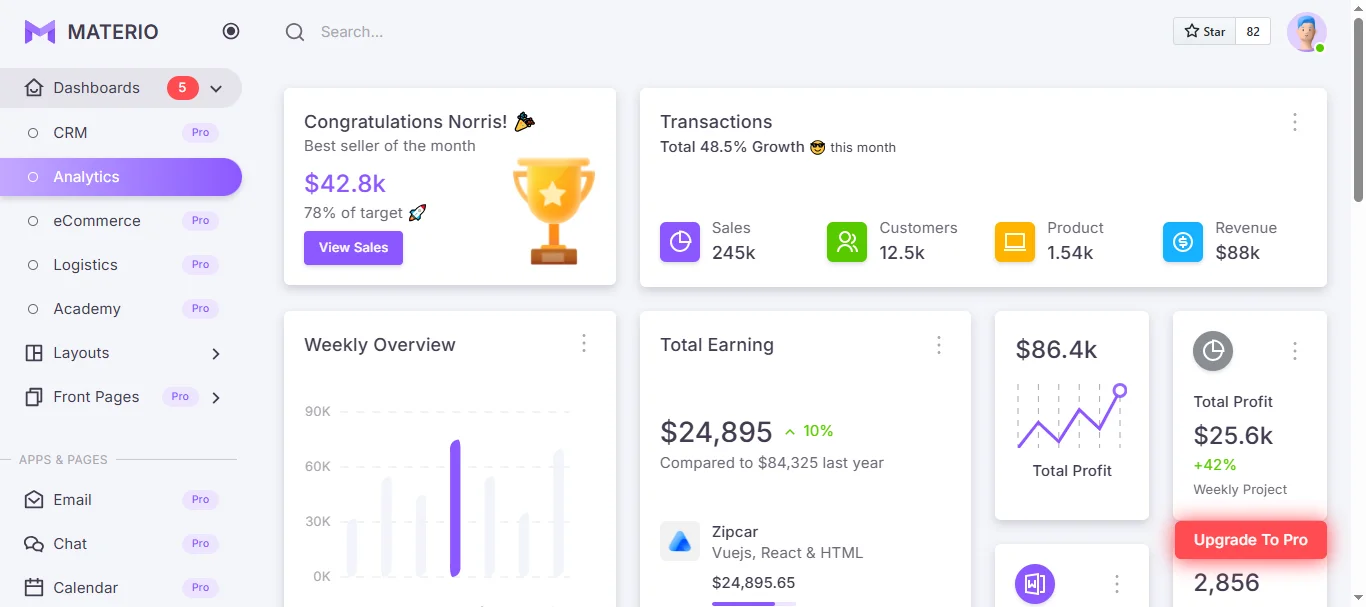 MATERIO
Search...
Star
82
Dashboards
5
CRM
Pro
Analytics
eCommerce
Pro
Logistics
Pro
Academy
Pro
Layouts
Front Pages
Pro
APPS & PAGES
Email
Pro
Chat
Pro
Calendar
Pro
Congratulations Norris! 🎉
Best seller of the month
$42.8k
78% of target 🚀
View Sales
Transactions
Total 48.5% Growth 😎 this month
Sales
245k
Customers
12.5k
Product
1.54k
Revenue
$88k
Weekly Overview
90K
60K
30K
0K
Total Earning
$24,895
10%
Compared to $84,325 last year
Zipcar
Vuejs, React & HTML
$24,895.65
$86.4k
Total Profit
Total Profit
$25.6k
+42%
Weekly Project
Upgrade To Pro
2,856